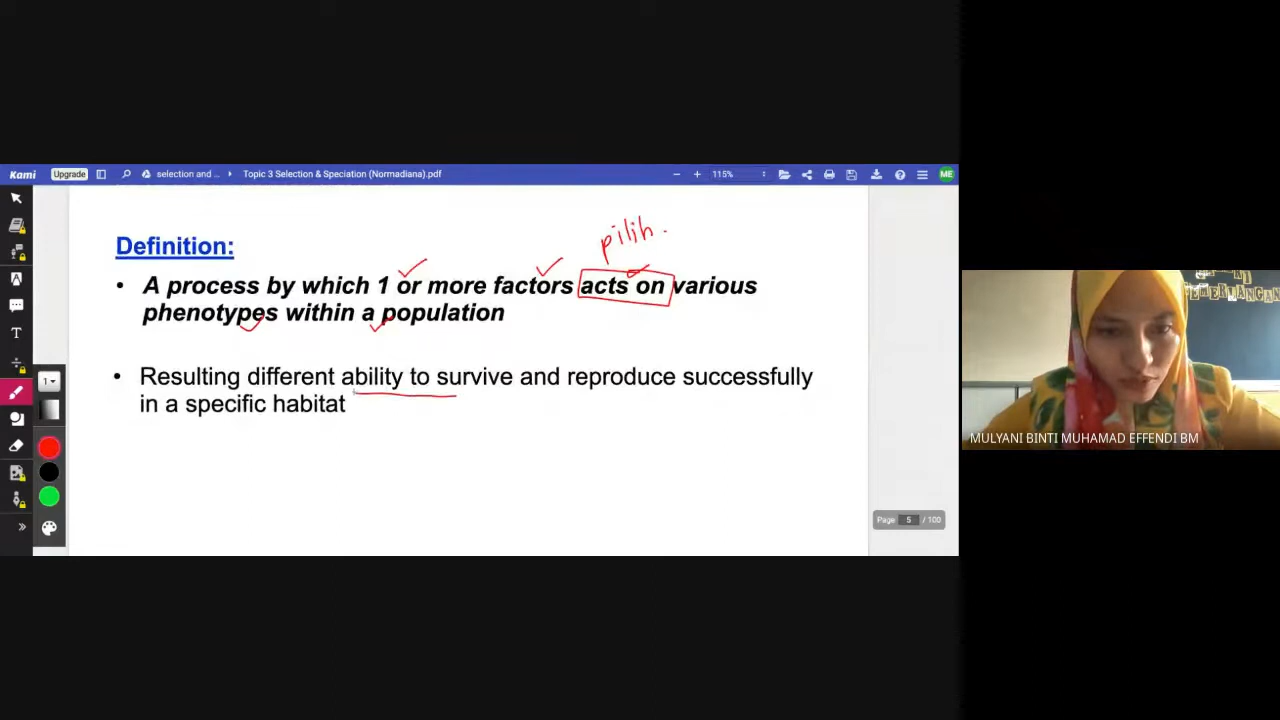 Kami
Upgrade
selection and ...
Topic 3 Selection & Speciation (Normadiana).pdf
115%
ME
pilih.
Definition:
• A process by which 1 or more factors acts on various
phenotypes within a population
• Resulting different ability to survive and reproduce successfully
in a specific habitat
1
Page 5 / 100
MULYANI BINTI MUHAMAD EFFENDI BM